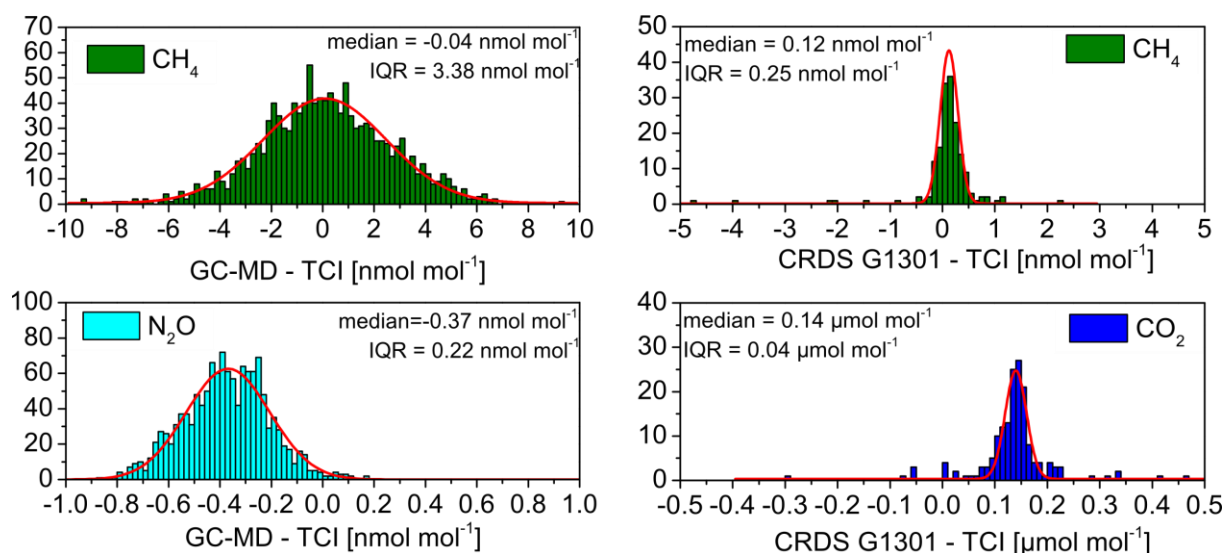 70
60
50
40
30
20
10
0
CH₄
median = -0.04 nmol mol⁻¹
IQR = 3.38 nmol mol⁻¹
-10 -8 -6 -4 -2 0 2 4 6 8 10
GC-MD - TCI [nmol mol⁻¹]
50
40
30
20
10
0
median = 0.12 nmol mol⁻¹
IQR = 0.25 nmol mol⁻¹
CH₄
-5 -4 -3 -2 -1 0 1 2 3 4 5
CRDS G1301 - TCI [nmol mol⁻¹]
100
80
60
40
20
0
N₂O
median=-0.37 nmol mol⁻¹
IQR = 0.22 nmol mol⁻¹
-1.0 -0.8 -0.6 -0.4 -0.2 0.0 0.2 0.4 0.6 0.8 1.0
GC-MD - TCI [nmol mol⁻¹]
40
30
20
10
0
median = 0.14 µmol mol⁻¹
IQR = 0.04 µmol mol⁻¹
CO₂
-0.5 -0.4 -0.3 -0.2 -0.1 0.0 0.1 0.2 0.3 0.4 0.5
CRDS G1301 - TCI [µmol mol⁻¹]